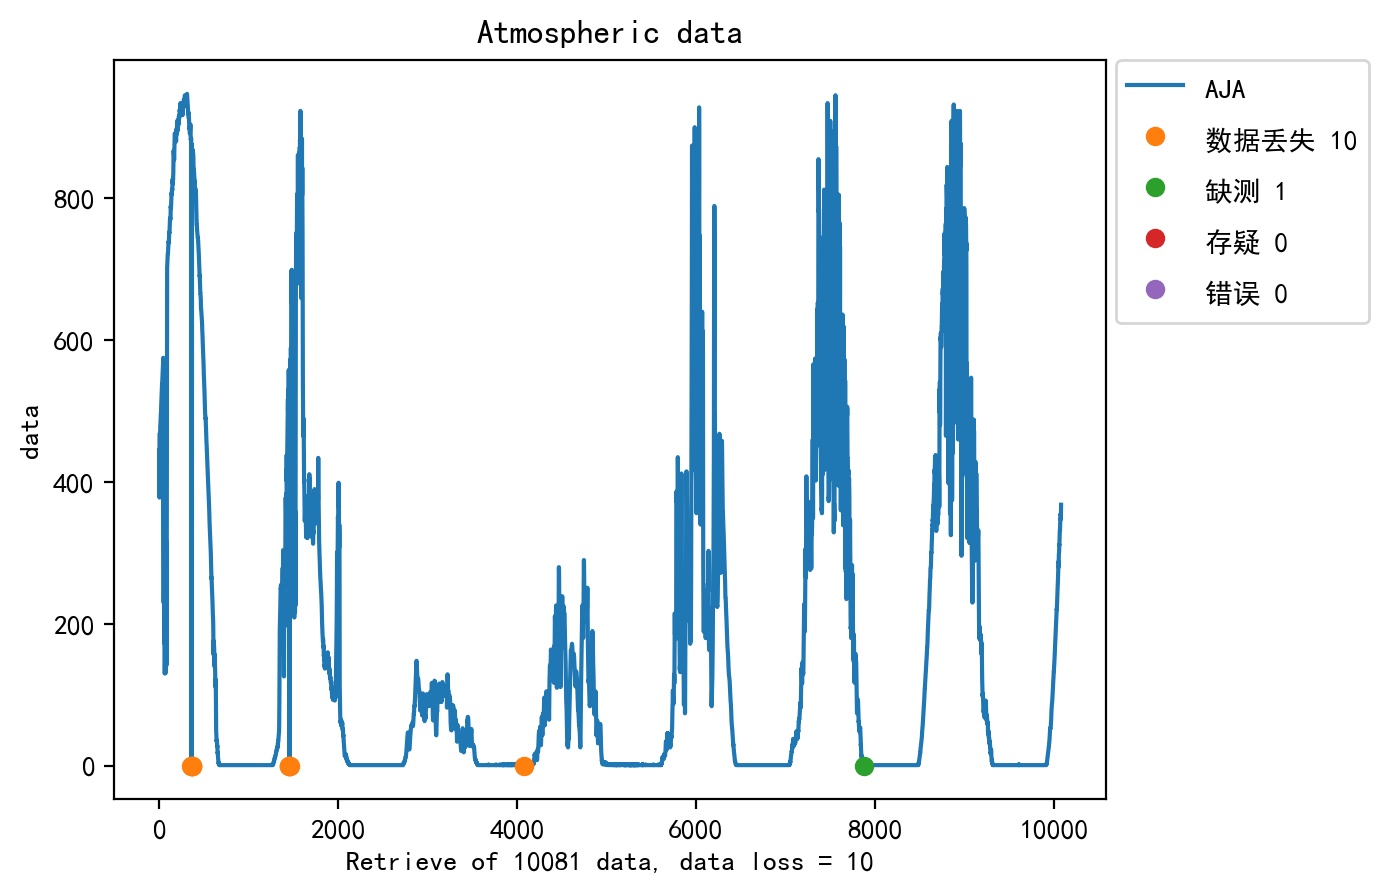 Atmospheric data
AJA
数据丢失 10
缺测 1
存疑 0
错误 0
data
800
600
400
200
0
0 2000 4000 6000 8000 10000
Retrieve of 10081 data, data loss = 10